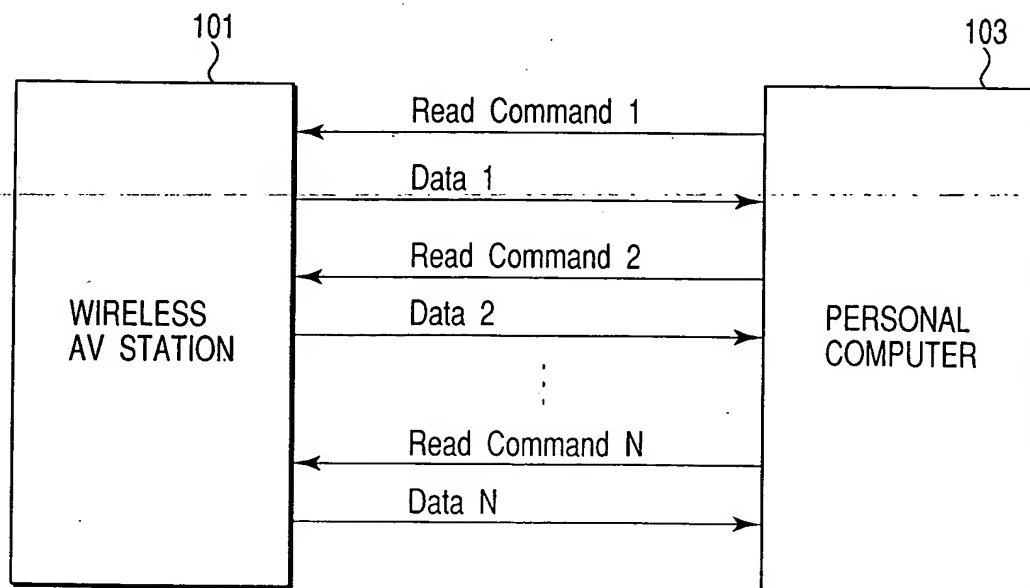 101
103
Read Command 1
Data 1
Read Command 2
Data 2
WIRELESS
AV STATION
PERSONAL
COMPUTER
Read Command N
Data N